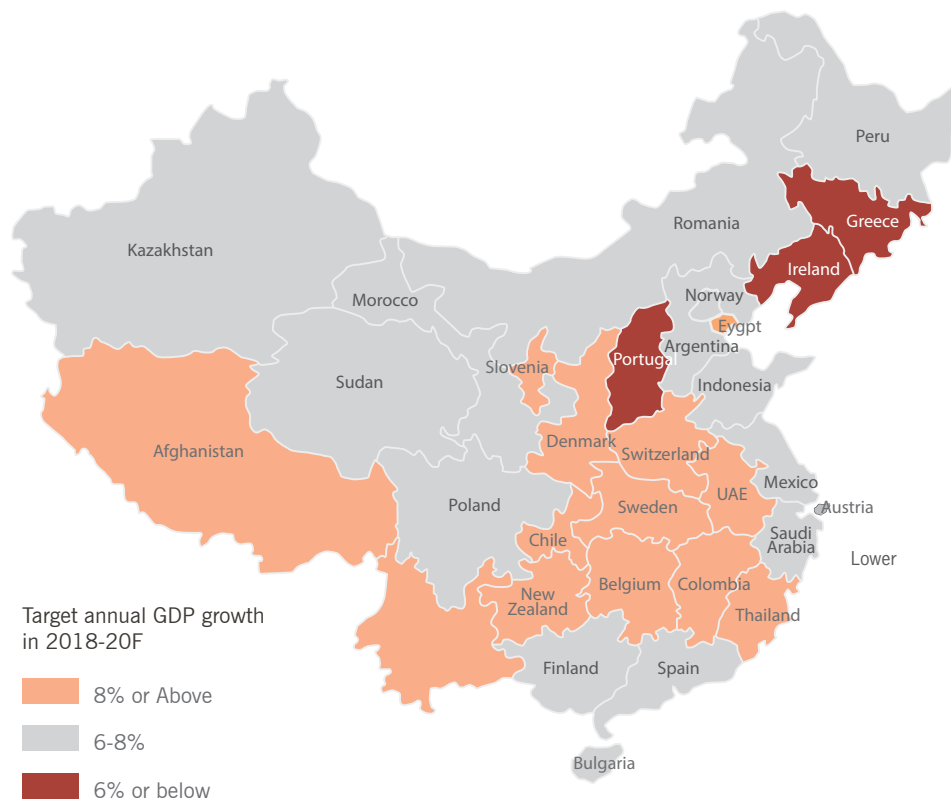 Peru
Greece
Romania
Kazakhstan
Ireland
Norway
Morocco
Eygpt
Argentina
Portugal
Slovenia
Sudan
Indonesia
Denmark
Afghanistan
Switzerland
Mexico
UAE
Poland
Sweden
Austria
Saudi
Arabia
Chile
Lower
Belgium
Colombia
New
Zealand
Thailand
Target annual GDP growth
in 2018-20F
Finland
Spain
8% or Above
6-8%
Bulgaria
6% or below